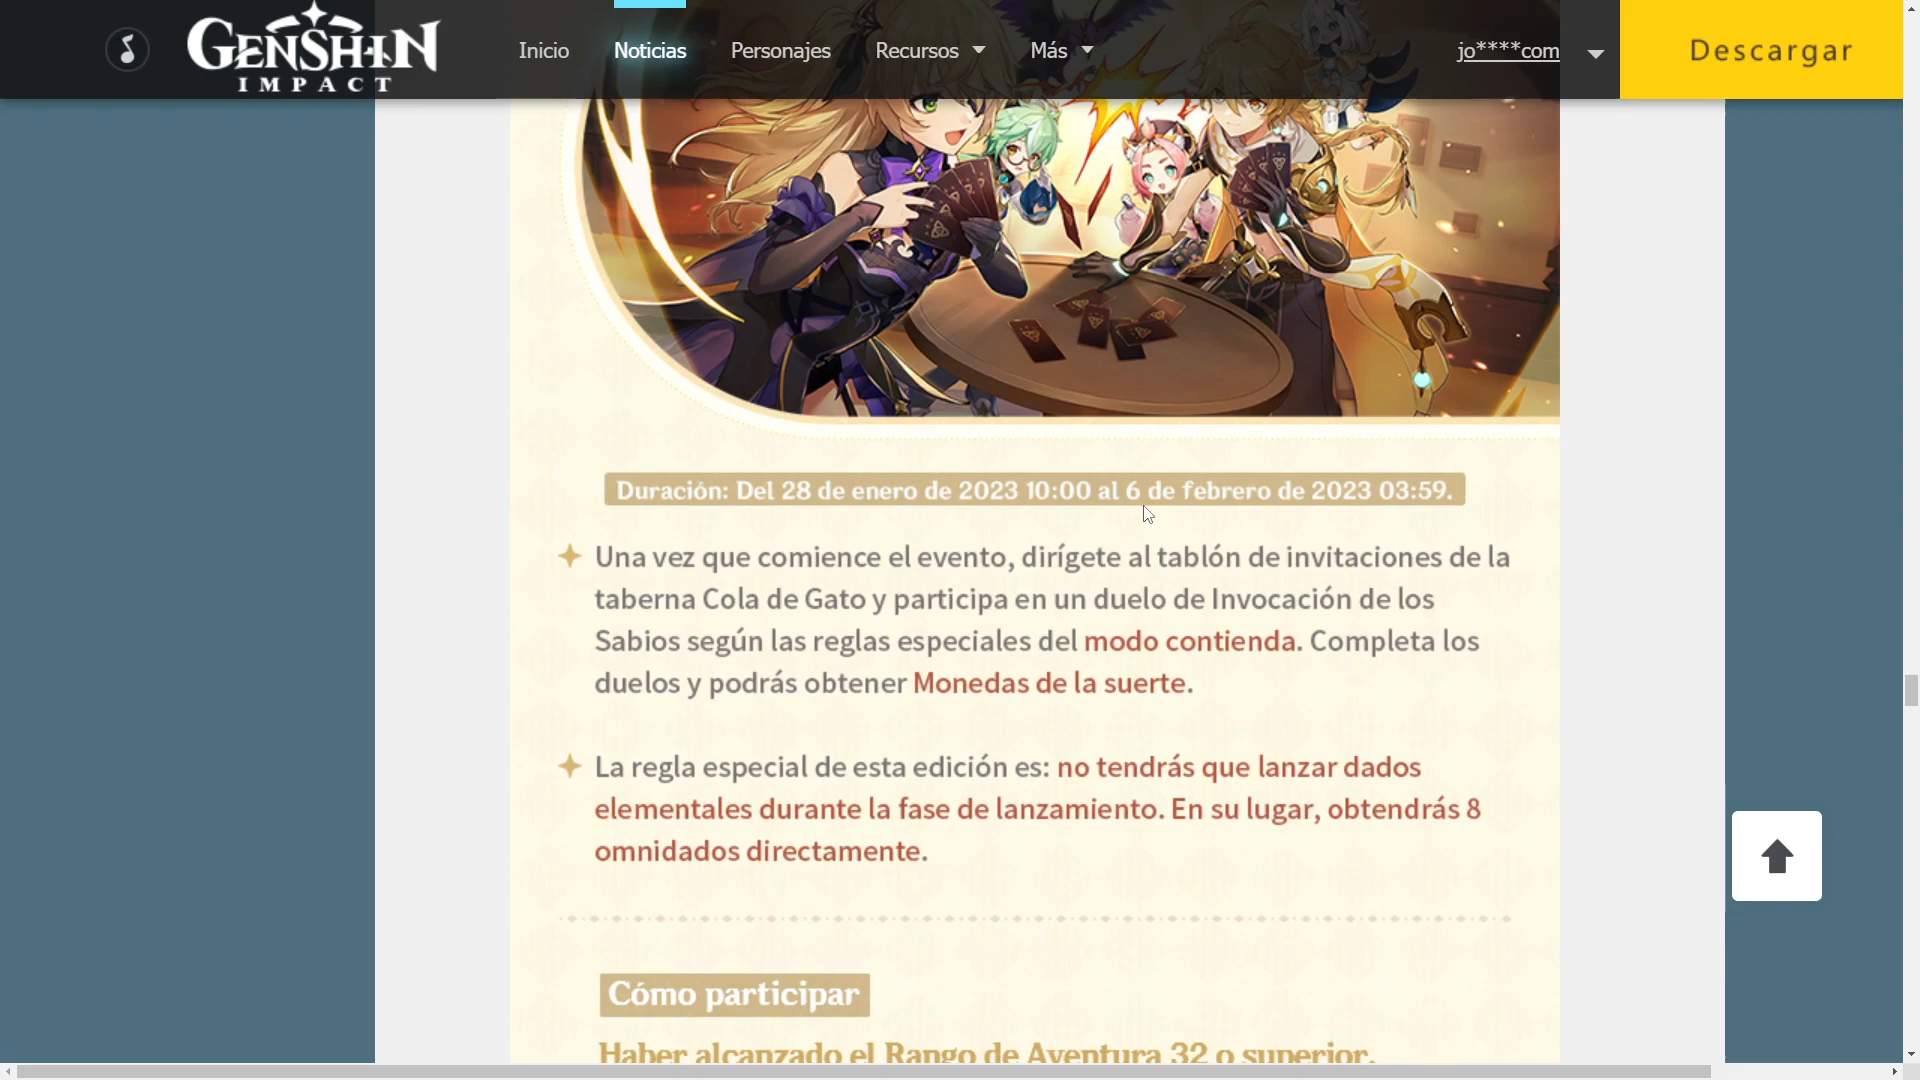 GENSHIN
IMPACT
Inicio
Noticias
Personajes
Recursos
Más
jo****com
Descargar
Duración: Del 28 de enero de 2023 10:00 al 6 de febrero de 2023 03:59.
Una vez que comience el evento, dirígete al tablón de invitaciones de la
taberna Cola de Gato y participa en un duelo de Invocación de los
Sabios según las reglas especiales del modo contienda. Completa los
duelos y podrás obtener Monedas de la suerte.
La regla especial de esta edición es: no tendrás que lanzar dados
elementales durante la fase de lanzamiento. En su lugar, obtendrás 8
omnidados directamente.
Cómo participar
Haber alcanzado el Rango de Aventura 32 o superior.